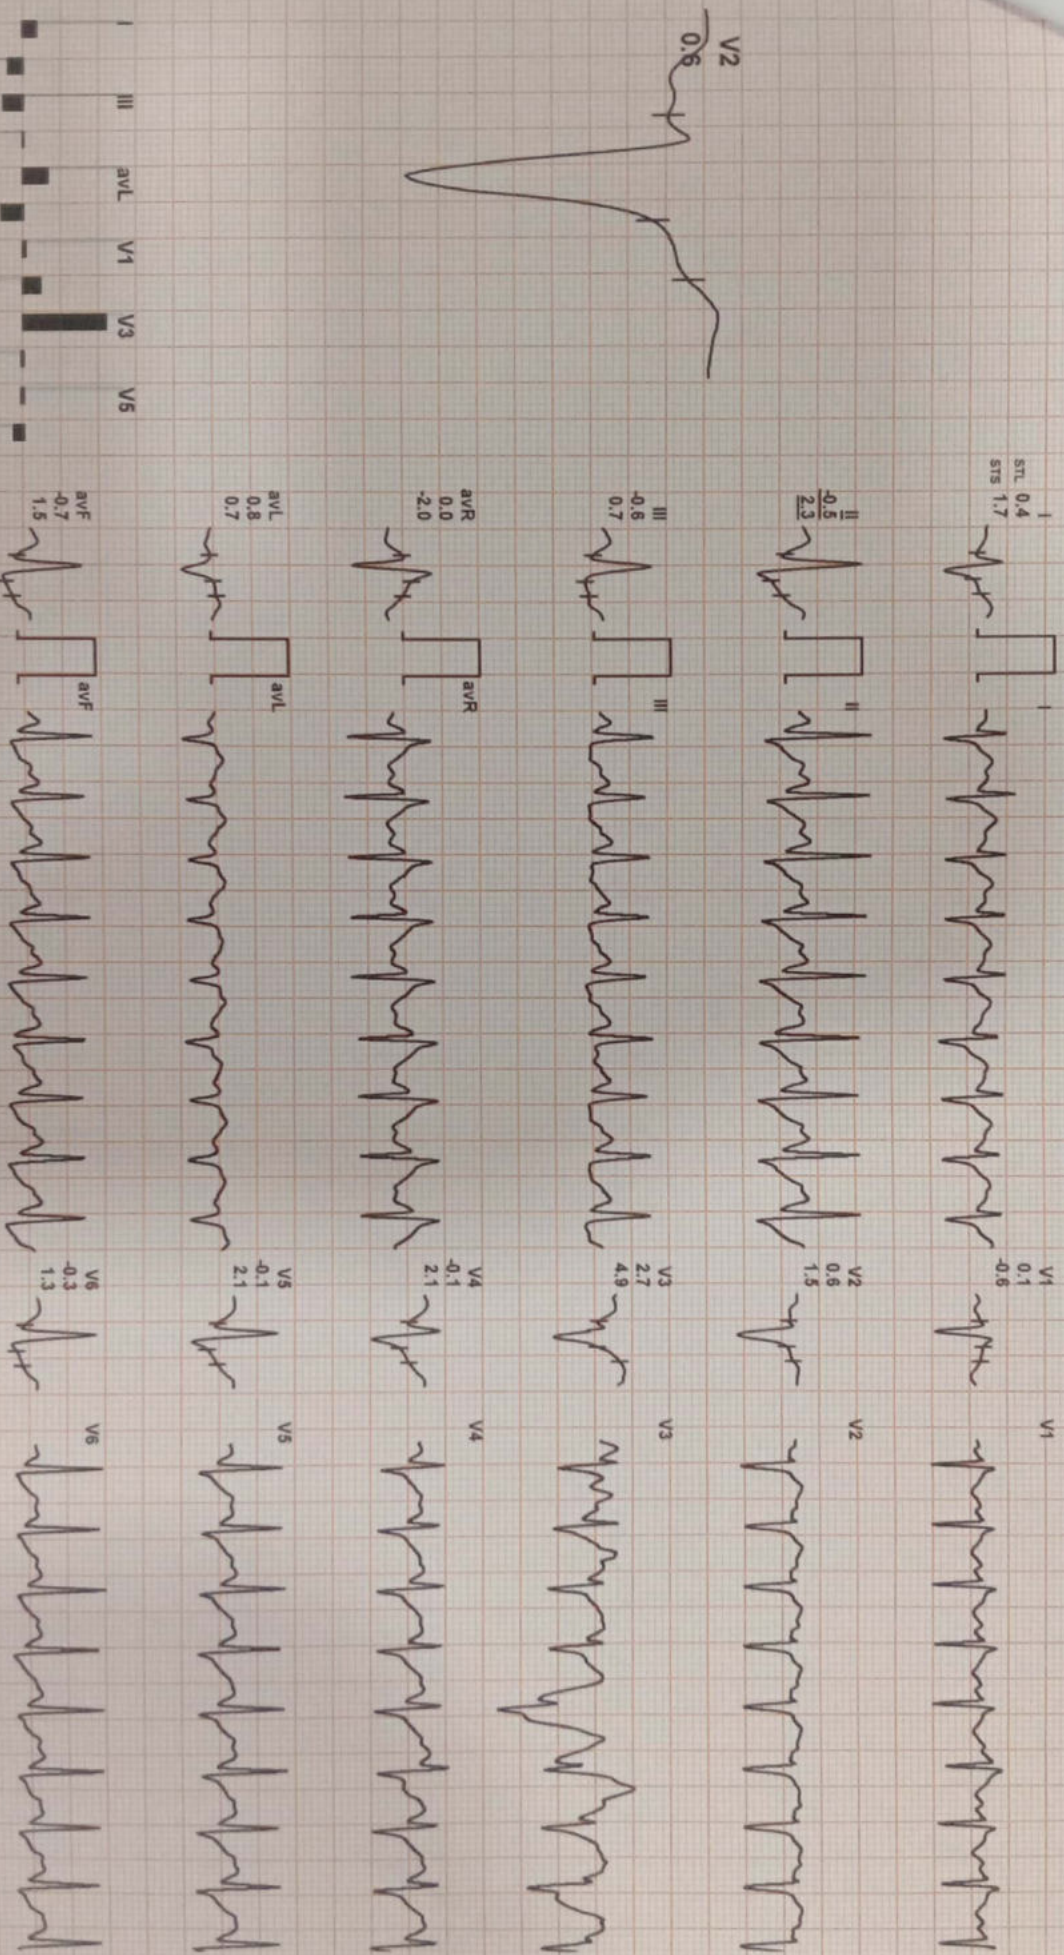 V2
0.6
I
III
avL
V1
V3
V5
I
STL 0.4
STS 1.7
II
-0.5
2.3
III
-0.6
0.7
avR
0.0
-2.0
avL
0.8
0.7
avF
-0.7
1.5
I
II
III
avR
avL
avF
V1
0.1
-0.6
V2
0.6
1.5
V3
2.7
4.9
V4
-0.1
2.1
V5
-0.1
2.1
V6
-0.3
1.3
V1
V2
V3
V4
V5
V6